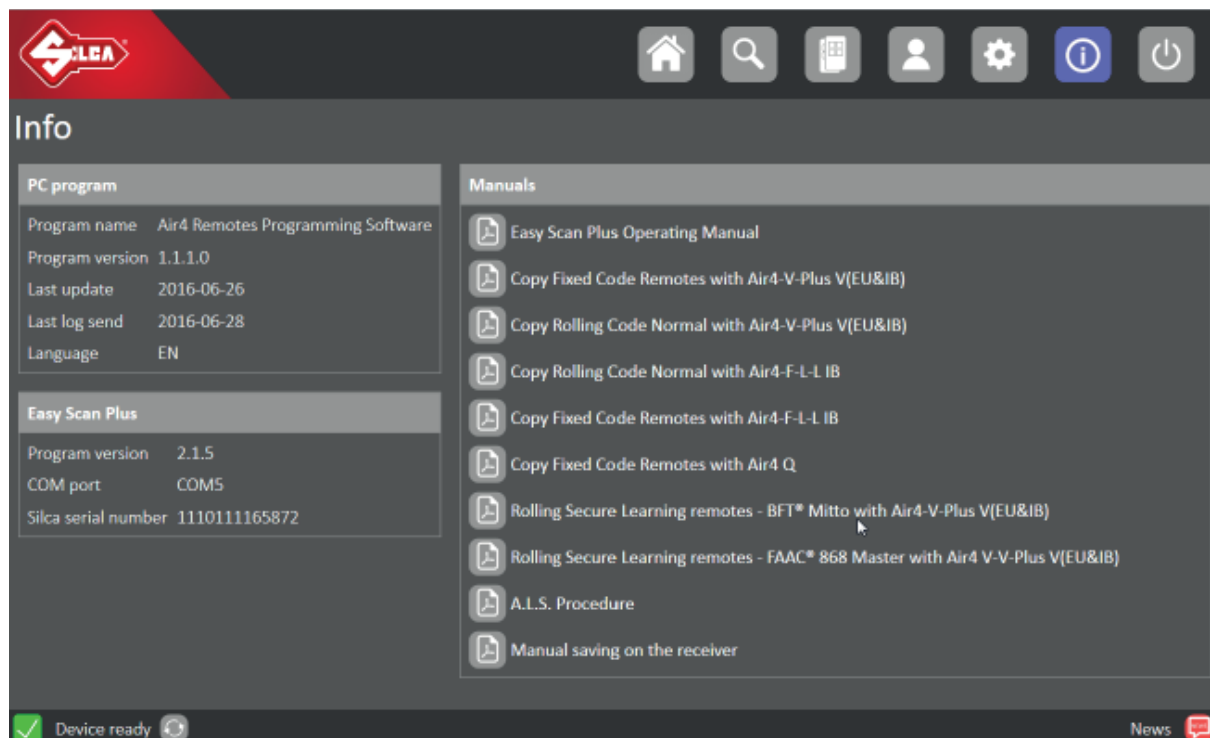 SILCA
Info
PC program
Program name Air4 Remotes Programming Software
Program version 1.1.1.0
Last update 2016-06-26
Last log send 2016-06-28
Language EN
Easy Scan Plus
Program version 2.1.5
COM port COM5
Silca serial number 1110111165872
Manuals
Easy Scan Plus Operating Manual
Copy Fixed Code Remotes with Air4-V-Plus V(EU&IB)
Copy Rolling Code Normal with Air4-V-Plus V(EU&IB)
Copy Rolling Code Normal with Air4-F-L-L IB
Copy Fixed Code Remotes with Air4-F-L-L IB
Copy Fixed Code Remotes with Air4 Q
Rolling Secure Learning remotes - BFT® Mitto with Air4-V-Plus V(EU&IB)
Rolling Secure Learning remotes - FAAC® 868 Master with Air4 V-V-Plus V(EU&IB)
A.L.S. Procedure
Manual saving on the receiver
Device ready
News